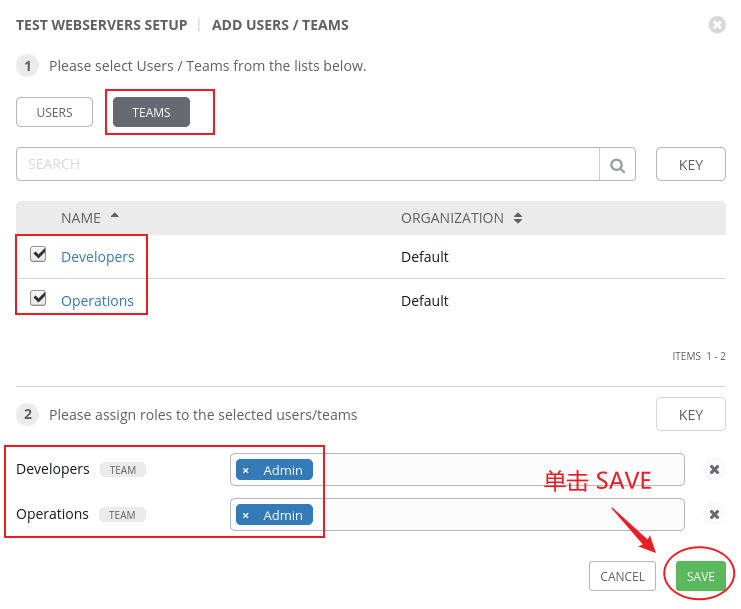 TEST WEBSERVERS SETUP | ADD USERS / TEAMS
1 Please select Users / Teams from the lists below.
USERS TEAMS
SEARCH KEY
NAME ORGANIZATION
Developers Default
Operations Default
ITEMS 1 - 2
2 Please assign roles to the selected users/teams KEY
Developers TEAM × Admin
Operations TEAM × Admin
单击 SAVE
CANCEL SAVE